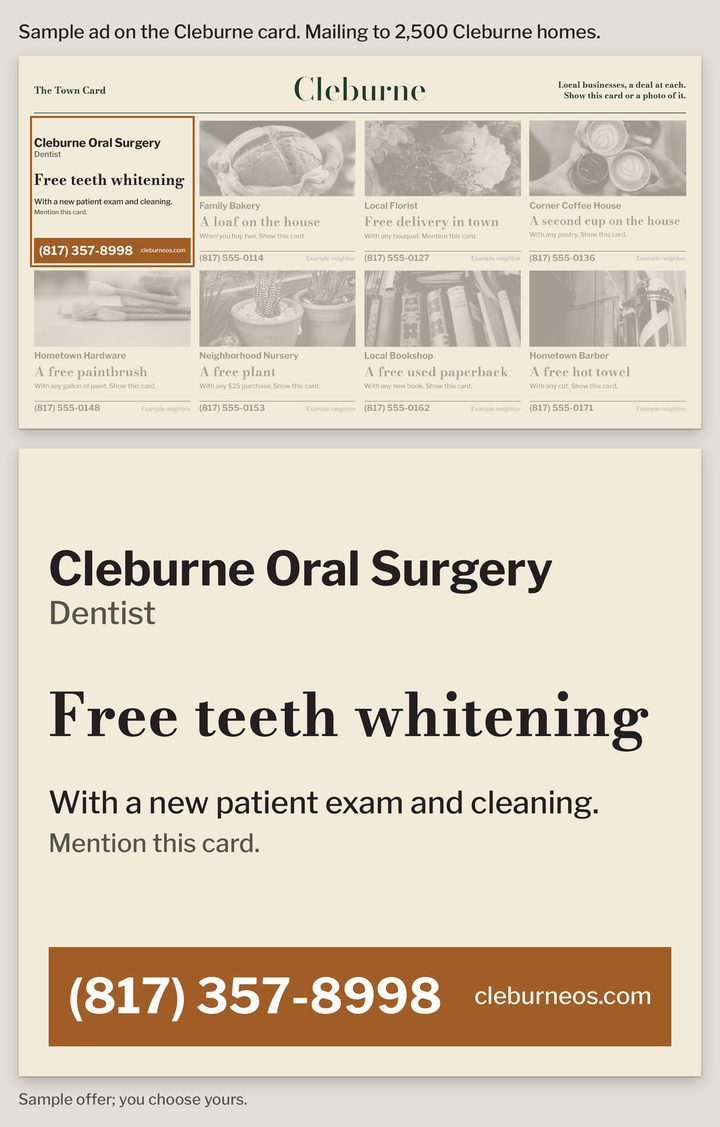 Sample ad on the Cleburne card. Mailing to 2,500 Cleburne homes.
The Town Card
Cleburne
Local businesses, a deal at each.
Show this card or a photo of it.
Cleburne Oral Surgery
Dentist
Free teeth whitening
With a new patient exam and cleaning.
Mention this card.
(817) 357-8998 cleburneos.com
Family Bakery
A loaf on the house
When you buy two. Show this card.
(817) 555-0114 Example neighbor
Local Florist
Free delivery in town
With any bouquet. Mention this card.
(817) 555-0127 Example neighbor
Corner Coffee House
A second cup on the house
With any pastry. Show this card.
(817) 555-0136 Example neighbor
Hometown Hardware
A free paintbrush
With any gallon of paint. Show this card.
(817) 555-0148 Example neighbor
Neighborhood Nursery
A free plant
With any $25 purchase. Show this card.
(817) 555-0153 Example neighbor
Local Bookshop
A free used paperback
With any new book. Show this card.
(817) 555-0162 Example neighbor
Hometown Barber
A free hot towel
With any cut. Show this card.
(817) 555-0171 Example neighbor
Cleburne Oral Surgery
Dentist
Free teeth whitening
With a new patient exam and cleaning.
Mention this card.
(817) 357-8998 cleburneos.com
Sample offer; you choose yours.